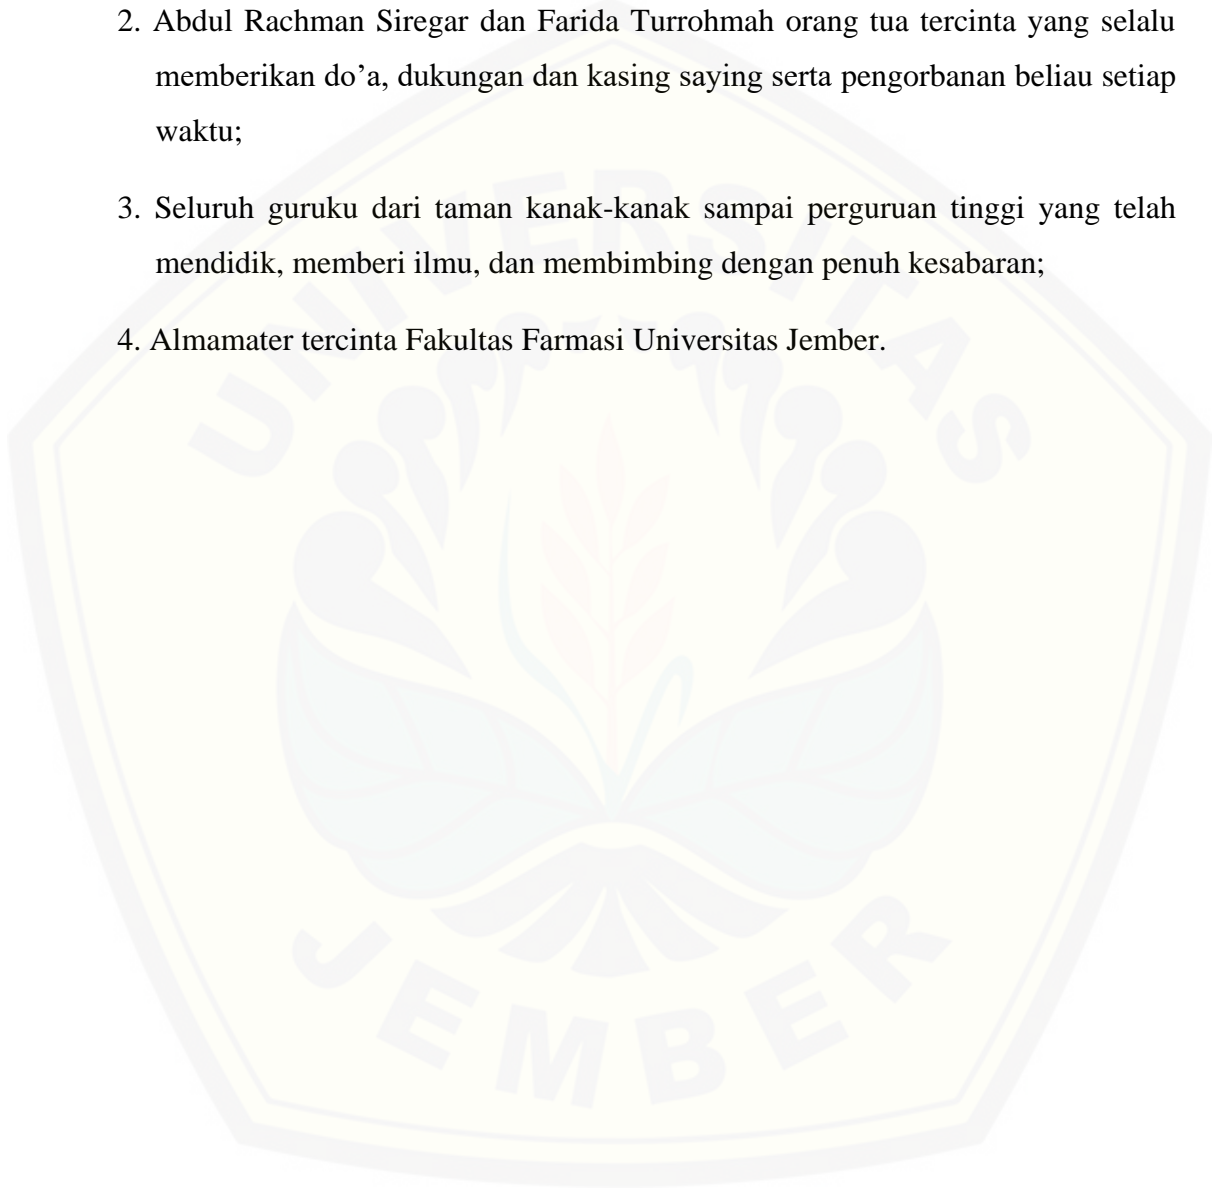 2. Abdul Rachman Siregar dan Farida Turrohmah orang tua tercinta yang selalu
memberikan do’a, dukungan dan kasing saying serta pengorbanan beliau setiap
waktu;
3. Seluruh guruku dari taman kanak-kanak sampai perguruan tinggi yang telah
mendidik, memberi ilmu, dan membimbing dengan penuh kesabaran;
4. Almamater tercinta Fakultas Farmasi Universitas Jember.
UNIVERSITAS
JEMBER